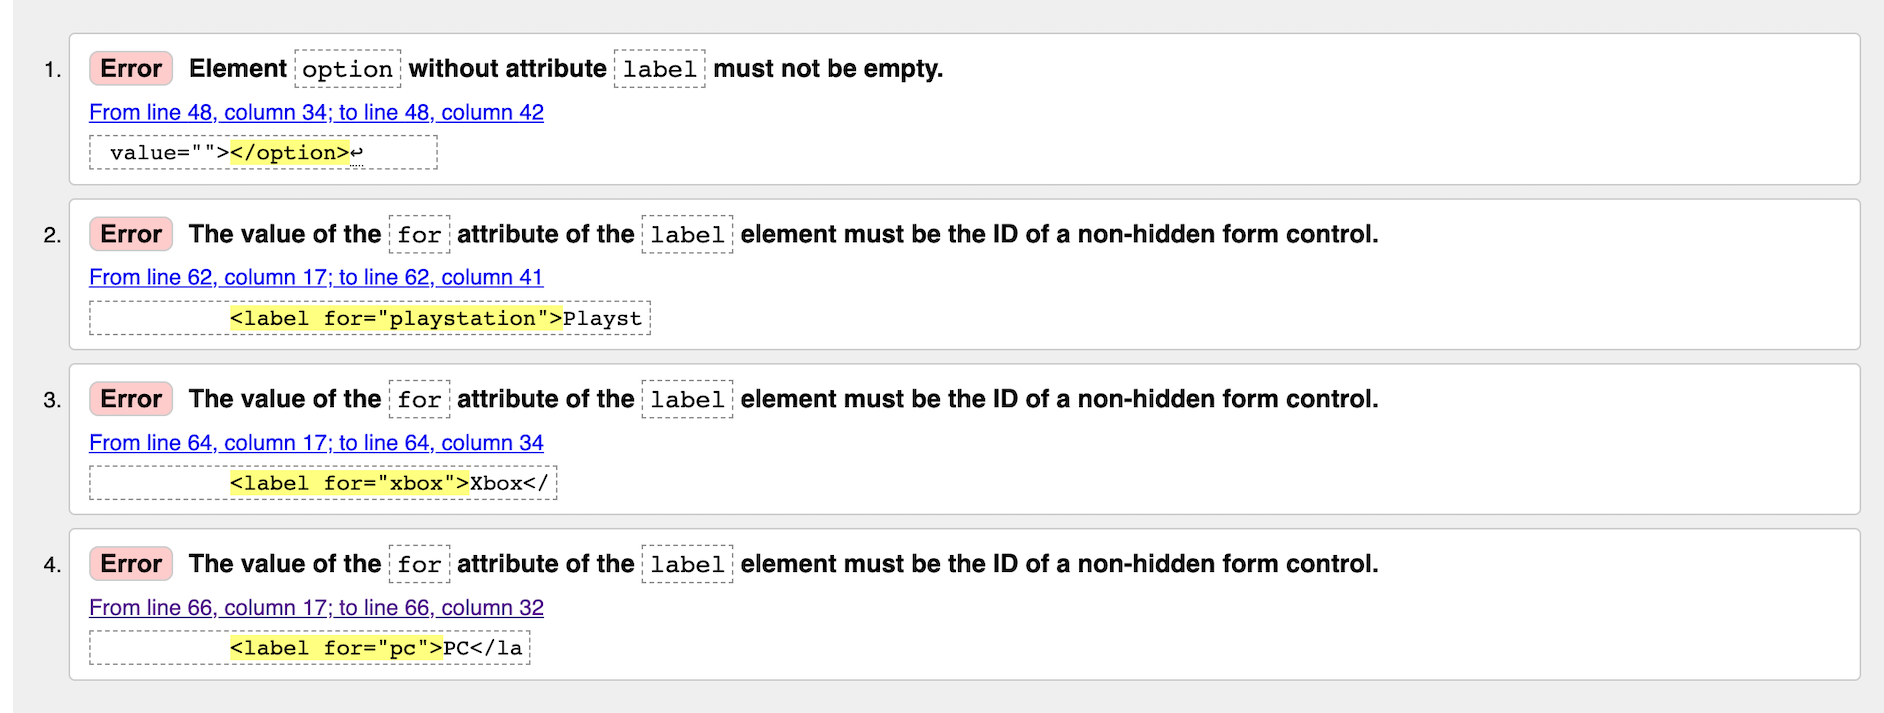 1. Error Element option without attribute label must not be empty.
From line 48, column 34; to line 48, column 42
value=""></option>↩
2. Error The value of the for attribute of the label element must be the ID of a non-hidden form control.
From line 62, column 17; to line 62, column 41
<label for="playstation">Playst
3. Error The value of the for attribute of the label element must be the ID of a non-hidden form control.
From line 64, column 17; to line 64, column 34
<label for="xbox">Xbox</
4. Error The value of the for attribute of the label element must be the ID of a non-hidden form control.
From line 66, column 17; to line 66, column 32
<label for="pc">PC</la